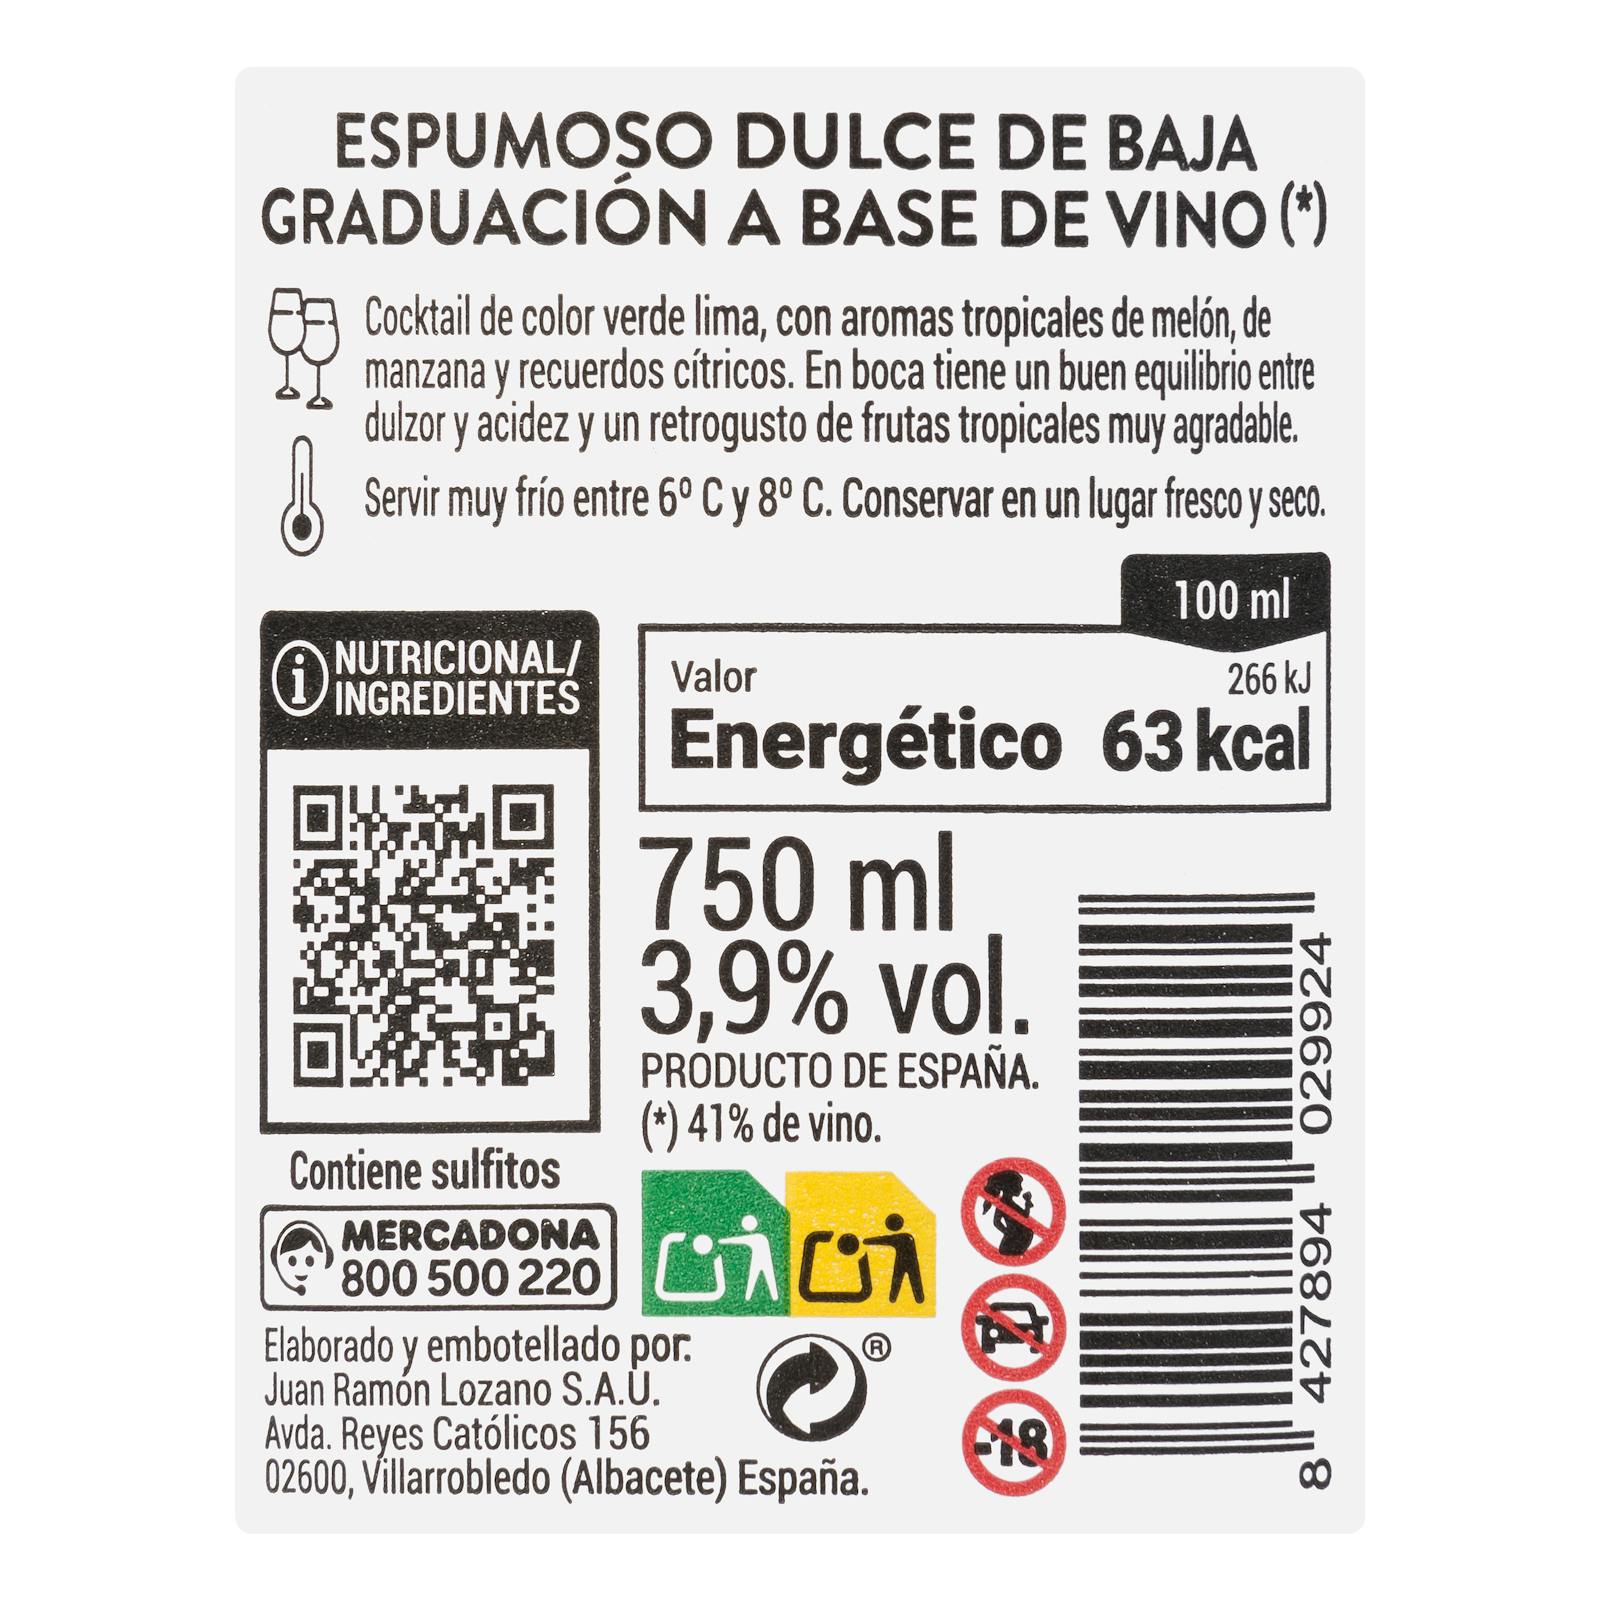 ESPUMOSO DULCE DE BAJA
GRADUACIÓN A BASE DE VINO (*)
Cocktail de color verde lima, con aromas tropicales de melón, de
manzana y recuerdos cítricos. En boca tiene un buen equilibrio entre
dulzor y acidez y un retrogusto de frutas tropicales muy agradable.
Servir muy frío entre 6º C y 8º C. Conservar en un lugar fresco y seco.
100 ml
Valor 266 kJ
Energético 63 kcal
i NUTRICIONAL/
INGREDIENTES
750 ml
3,9% vol.
PRODUCTO DE ESPAÑA.
(*) 41% de vino.
Contiene sulfitos
MERCADONA
800 500 220
Elaborado y embotellado por:
Juan Ramón Lozano S.A.U.
Avda. Reyes Católicos 156
02600, Villarrobledo (Albacete) España.
®
-18
8 427894 029924